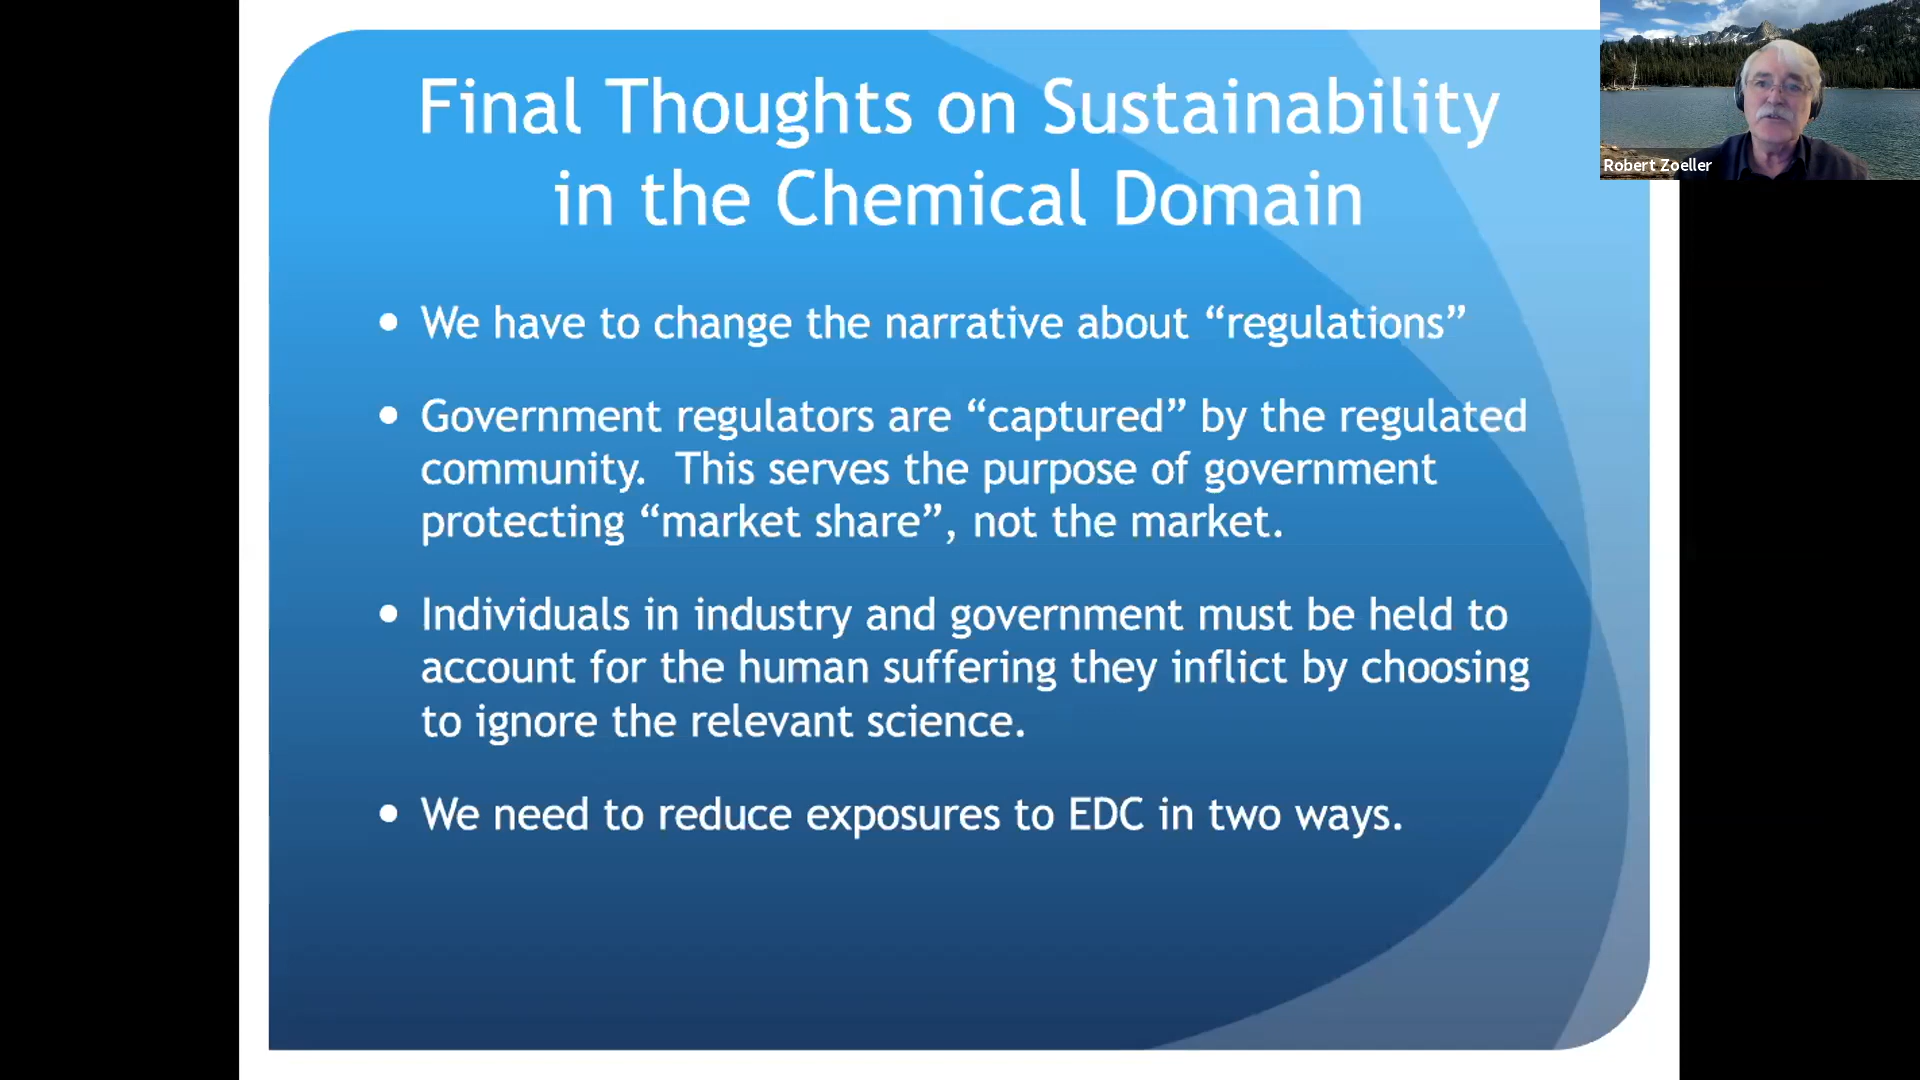 Final Thoughts on Sustainability
in the Chemical Domain
• We have to change the narrative about “regulations”
• Government regulators are “captured” by the regulated
community.  This serves the purpose of government
protecting “market share”, not the market.
• Individuals in industry and government must be held to
account for the human suffering they inflict by choosing
to ignore the relevant science.
• We need to reduce exposures to EDC in two ways.
Robert Zoeller